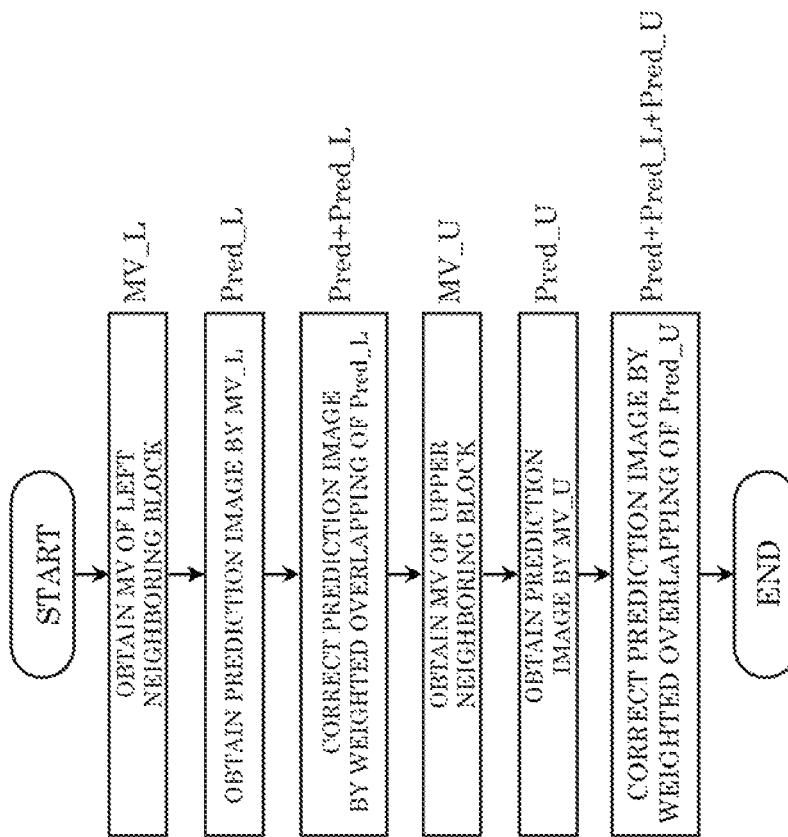 START
OBTAIN MV OF LEFT
NEIGHBORING BLOCK
MV_L
OBTAIN PREDICTION IMAGE BY MV_L
Pred_L
CORRECT PREDICTION IMAGE
BY WEIGHTED OVERLAPPING OF Pred_L
Pred+Pred_L
OBTAIN MV OF UPPER
NEIGHBORING BLOCK
MV_U
OBTAIN PREDICTION
IMAGE BY MV_U
Pred_U
CORRECT PREDICTION IMAGE BY
WEIGHTED OVERLAPPING OF Pred_U
Pred+Pred_L+Pred_U
END